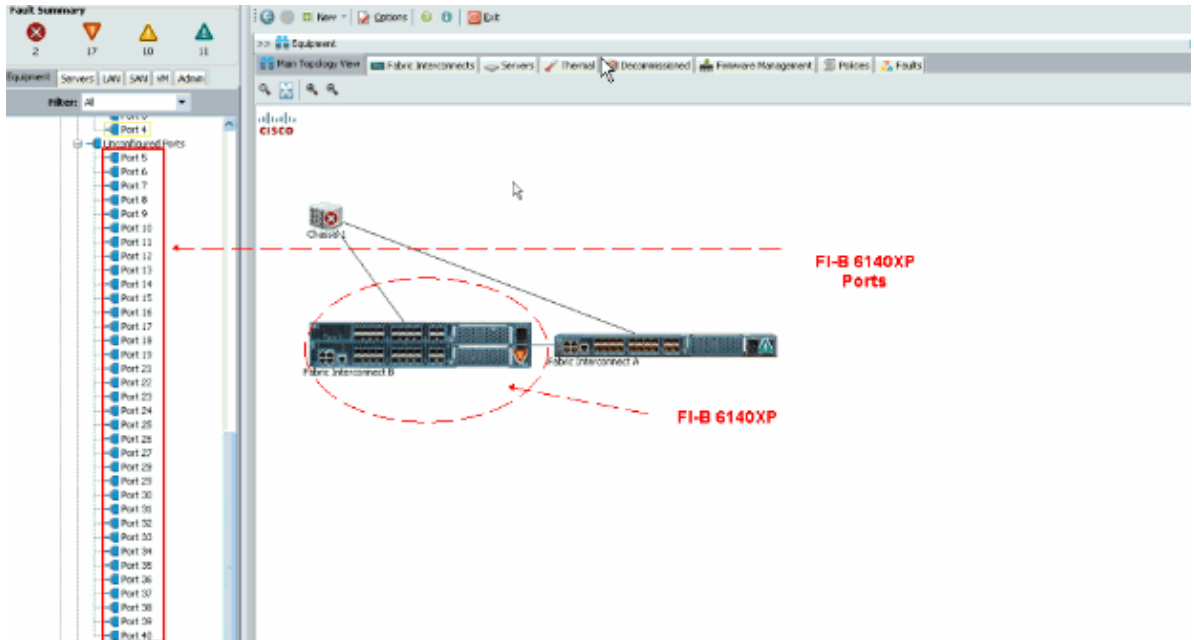 Fault Summary
2 17 10 11
Equipment Servers LAN SAN VM Admin
Filter: All
Port 4
Unconfigured Ports
Port 5
Port 6
Port 7
Port 8
Port 9
Port 10
Port 11
Port 12
Port 13
Port 14
Port 15
Port 16
Port 17
Port 18
Port 19
Port 21
Port 22
Port 23
Port 24
Port 25
Port 26
Port 27
Port 28
Port 29
Port 30
Port 31
Port 32
Port 33
Port 34
Port 35
Port 36
Port 37
Port 38
Port 39
Port 40
New Options Exit
>> Equipment
Main Topology View Fabric Interconnects Servers Thermal Decommissioned Firmware Management Policies Faults
CISCO
Chassis 1
Fabric Interconnect B
Fabric Interconnect A
FI-B 6140XP
Ports
FI-B 6140XP